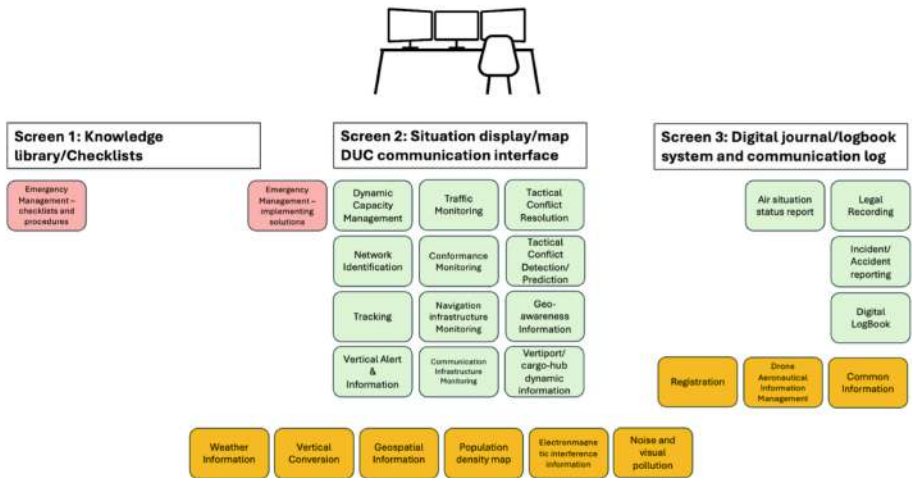 Screen 1: Knowledge
library/Checklists
Screen 2: Situation display/map
DUC communication interface
Screen 3: Digital journal/logbook
system and communication log
Emergency
Management –
checklists and
procedures
Emergency
Management –
implementing
solutions
Dynamic
Capacity
Management
Traffic
Monitoring
Tactical
Conflict
Resolution
Air situation
status report
Legal
Recording
Network
Identification
Conformance
Monitoring
Tactical
Conflict
Detection/
Prediction
Incident/
Accident
reporting
Tracking
Navigation
infrastructure
Monitoring
Geo-
awareness
Information
Digital
LogBook
Vertical Alert
&
Information
Communication
Infrastructure
Monitoring
Vertiport/
cargo-hub
dynamic
information
Registration
Drone
Aeronautical
Information
Management
Common
Information
Weather
Information
Vertical
Conversion
Geospatial
Information
Population
density map
Electronmagne
tic interference
information
Noise and
visual
pollution